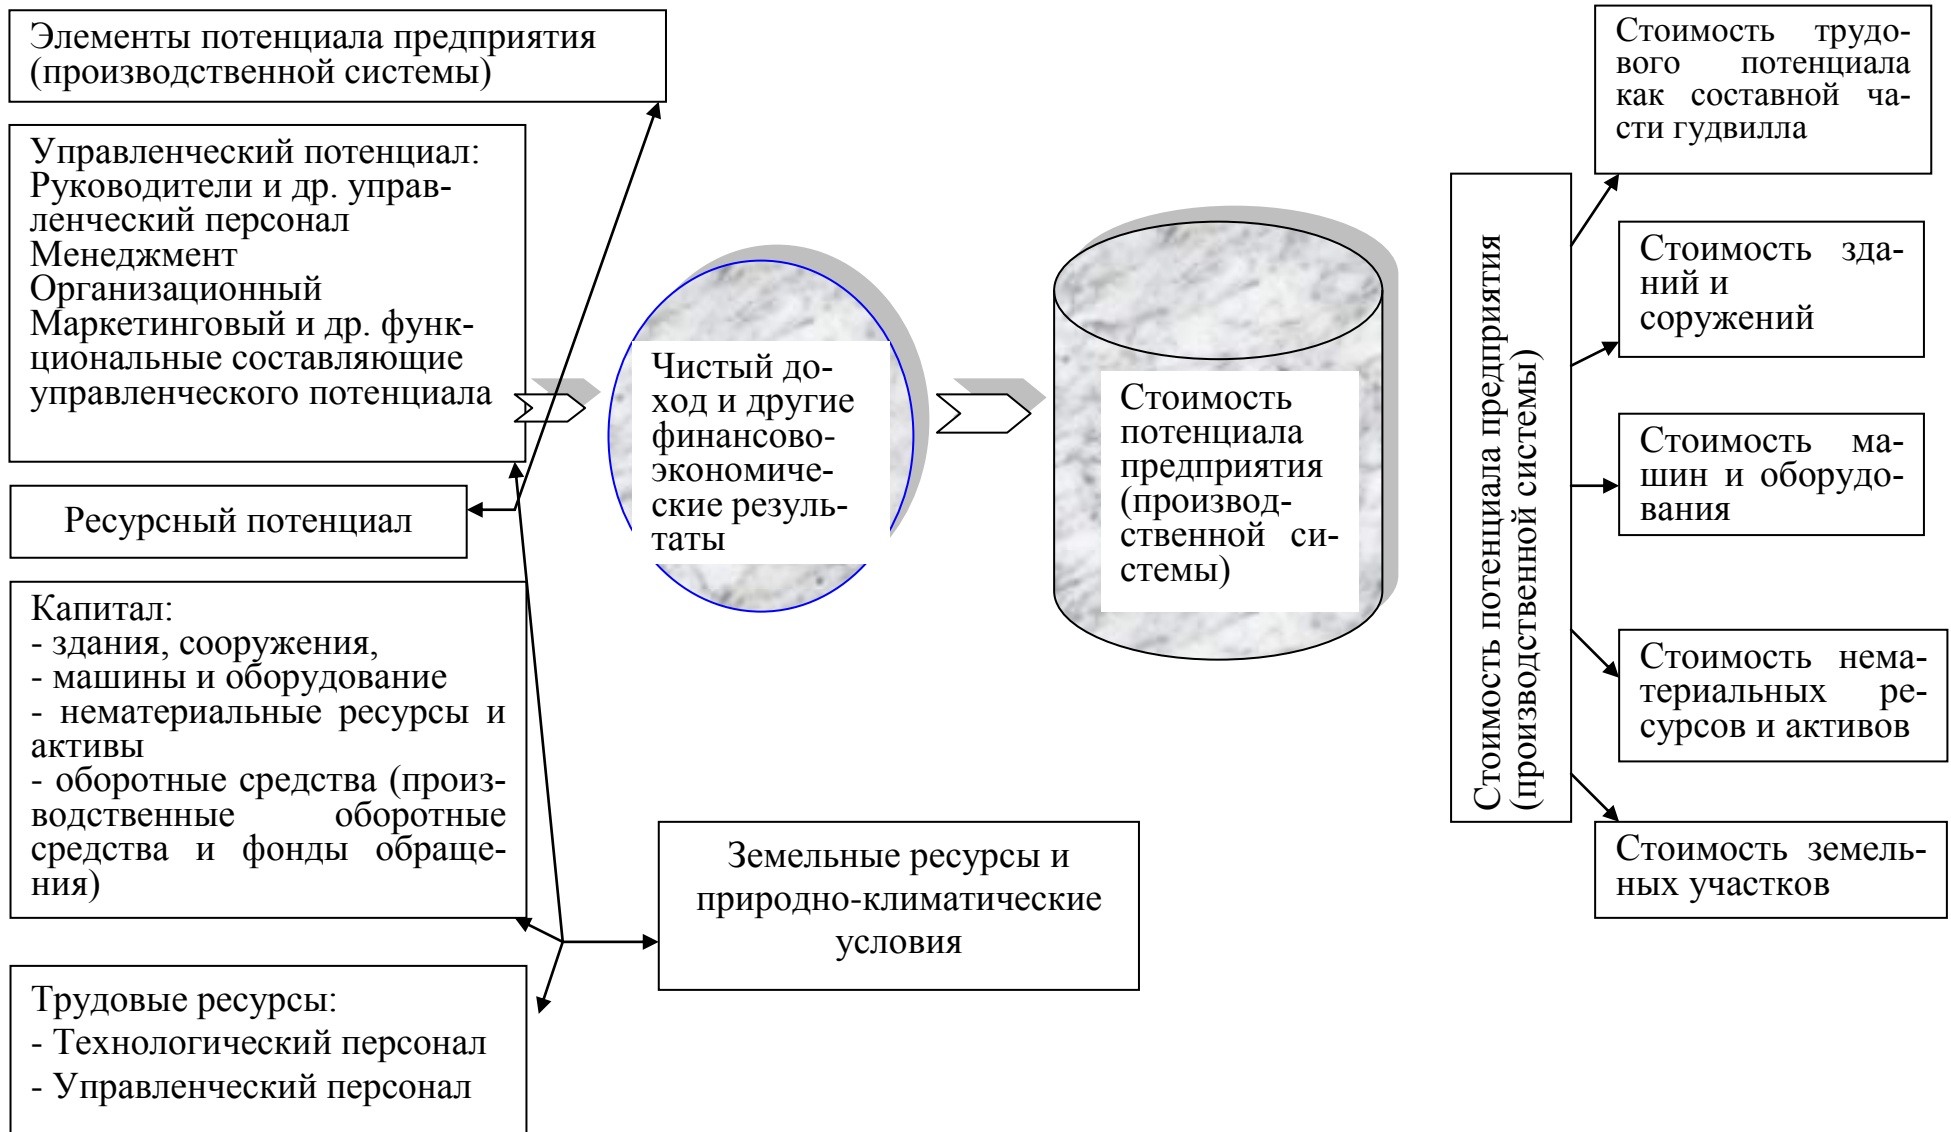 Элементы потенциала предприятия
(производственной системы)
Управленческий потенциал:
Руководители и др. управ-
ленческий персонал
Менеджмент
Организационный
Маркетинговый и др. функ-
циональные составляющие
управленческого потенциала
Ресурсный потенциал
Капитал:
- здания, сооружения,
- машины и оборудование
- нематериальные ресурсы и
активы
- оборотные средства (произ-
водственные оборотные
средства и фонды обраще-
ния)
Трудовые ресурсы:
- Технологический персонал
- Управленческий персонал
Чистый до-
ход и другие
финансово-
экономиче-
ские резуль-
таты
Земельные ресурсы и
природно-климатические
условия
Стоимость
потенциала
предприятия
(производ-
ственной си-
стемы)
Стоимость потенциала предприятия
(производственной системы)
Стоимость трудо-
вого потенциала
как составной ча-
сти гудвилла
Стоимость зда-
ний и
соружений
Стоимость ма-
шин и оборудо-
вания
Стоимость нема-
териальных ре-
сурсов и активов
Стоимость земель-
ных участков